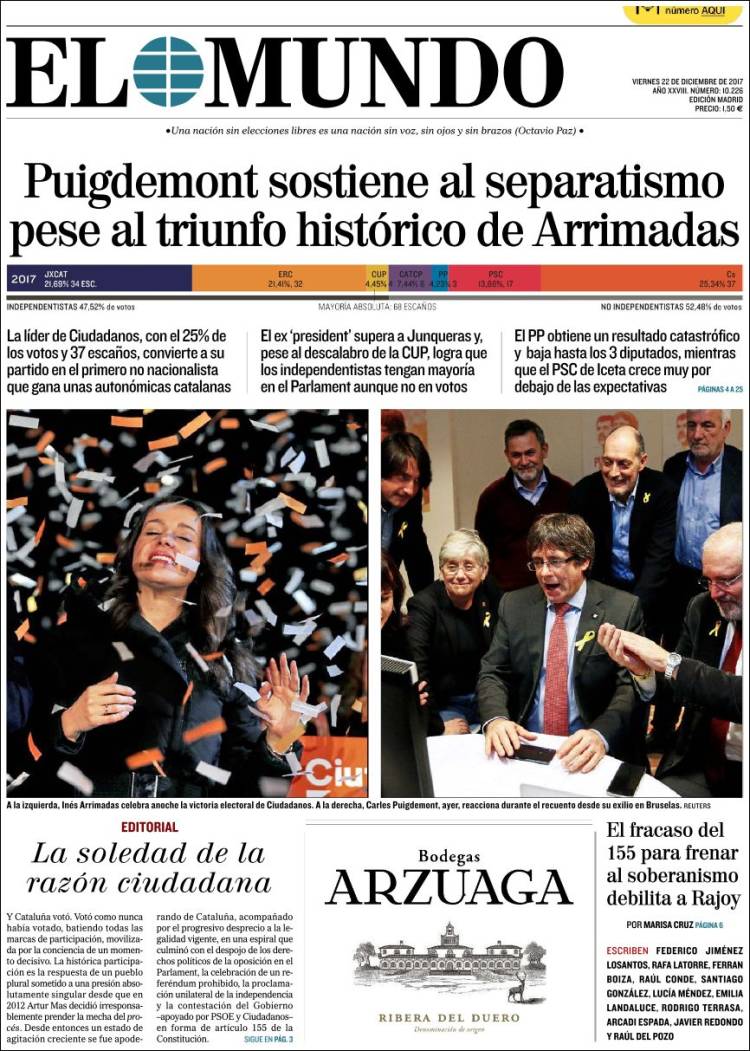 número AQUÍ
EL MUNDO
VIERNES 22 DE DICIEMBRE DE 2017
AÑO XXVIII. NÚMERO: 10.226
EDICIÓN MADRID
PRECIO: 1,50 €
•Una nación sin elecciones libres es una nación sin voz, sin ojos y sin brazos (Octavio Paz) •
Puigdemont sostiene al separatismo
pese al triunfo histórico de Arrimadas
2017
JXCAT
21,69% 34 ESC.
ERC
21,41%, 32
CUP
4,45% 4
CATCP
7,44% 8
PP
4,23% 3
PSC
13,88%, 17
Cs
25,34% 37
INDEPENDENTISTAS 47,52% de votos
MAYORÍA ABSOLUTA: 68 ESCAÑOS
NO INDEPENDENTISTAS 52,48% de votos
La líder de Ciudadanos, con el 25% de
los votos y 37 escaños, convierte a su
partido en el primero no nacionalista
que gana unas autonómicas catalanas
El ex ‘president’ supera a Junqueras y,
pese al descalabro de la CUP, logra que
los independentistas tengan mayoría
en el Parlament aunque no en votos
El PP obtiene un resultado catastrófico
y baja hasta los 3 diputados, mientras
que el PSC de Iceta crece muy por
debajo de las expectativas
PÁGINAS 4 A 25
Ciu
A la izquierda, Inés Arrimadas celebra anoche la victoria electoral de Ciudadanos. A la derecha, Carles Puigdemont, ayer, reacciona durante el recuento desde su exilio en Bruselas. REUTERS
EDITORIAL
La soledad de la
razón ciudadana
Y Cataluña votó. Votó como nunca
había votado, batiendo todas las
marcas de participación, moviliza-
da por la conciencia de un momen-
to decisivo. La histórica participa-
ción es la respuesta de un pueblo
plural sometido a una presión abso-
lutamente singular desde que en
2012 Artur Mas decidió irresponsa-
blemente prender la mecha del pro-
cés. Desde entonces un estado de
agitación creciente se fue apode-
rando de Cataluña, acompañado
por el progresivo desprecio a la le-
galidad vigente, en una espiral que
culminó con el despojo de los dere-
chos políticos de la oposición en el
Parlament, la celebración de un re-
feréndum prohibido, la proclama-
ción unilateral de la independencia
y la contestación del Gobierno
–apoyado por PSOE y Ciudadanos–
en forma de artículo 155 de la
Constitución.
SIGUE EN PÁG. 3
Bodegas
ARZUAGA
RIBERA DEL DUERO
Denominación de origen
El fracaso del
155 para frenar
al soberanismo
debilita a Rajoy
POR MARISA CRUZ PÁGINA 6
ESCRIBEN FEDERICO JIMÉNEZ
LOSANTOS, RAFA LATORRE, FERRAN
BOIZA, RAÚL CONDE, SANTIAGO
GONZÁLEZ, LUCÍA MÉNDEZ, EMILIA
LANDALUCE, RODRIGO TERRASA,
ARCADI ESPADA, JAVIER REDONDO
Y RAÚL DEL POZO